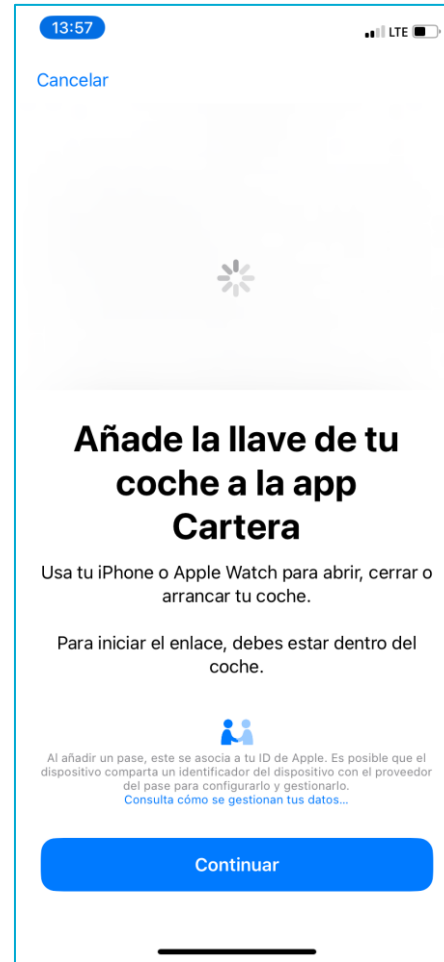 13:57
LTE
Cancelar
Añade la llave de tu
coche a la app
Cartera
Usa tu iPhone o Apple Watch para abrir, cerrar o
arrancar tu coche.
Para iniciar el enlace, debes estar dentro del
coche.
Al añadir un pase, este se asocia a tu ID de Apple. Es posible que el
dispositivo comparta un identificador del dispositivo con el proveedor
del pase para configurarlo y gestionarlo.
Consulta cómo se gestionan tus datos...
Continuar